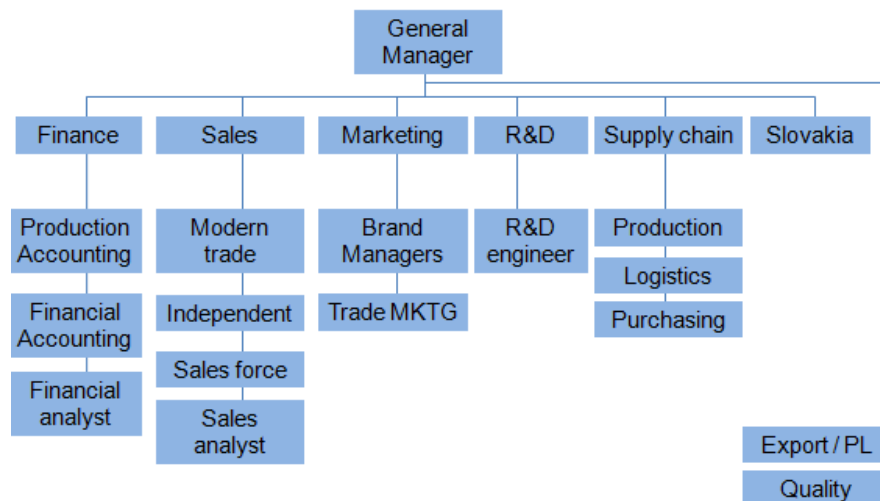 General
Manager
Finance
Sales
Marketing
R&D
Supply chain
Slovakia
Production
Accounting
Modern
trade
Brand
Managers
R&D
engineer
Production
Logistics
Financial
Accounting
Independent
Trade MKTG
Purchasing
Sales force
Financial
analyst
Sales
analyst
Export / PL
Quality